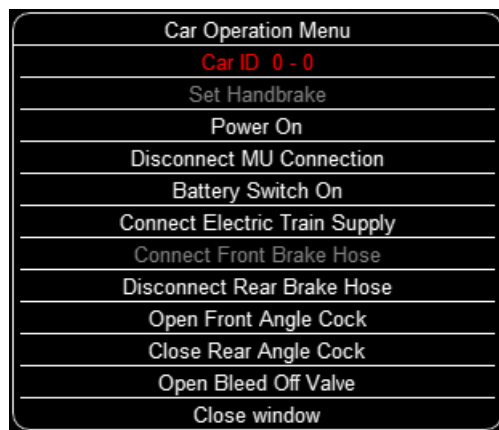 Car Operation Menu
Car ID 0 - 0
Set Handbrake
Power On
Disconnect MU Connection
Battery Switch On
Connect Electric Train Supply
Connect Front Brake Hose
Disconnect Rear Brake Hose
Open Front Angle Cock
Close Rear Angle Cock
Open Bleed Off Valve
Close window